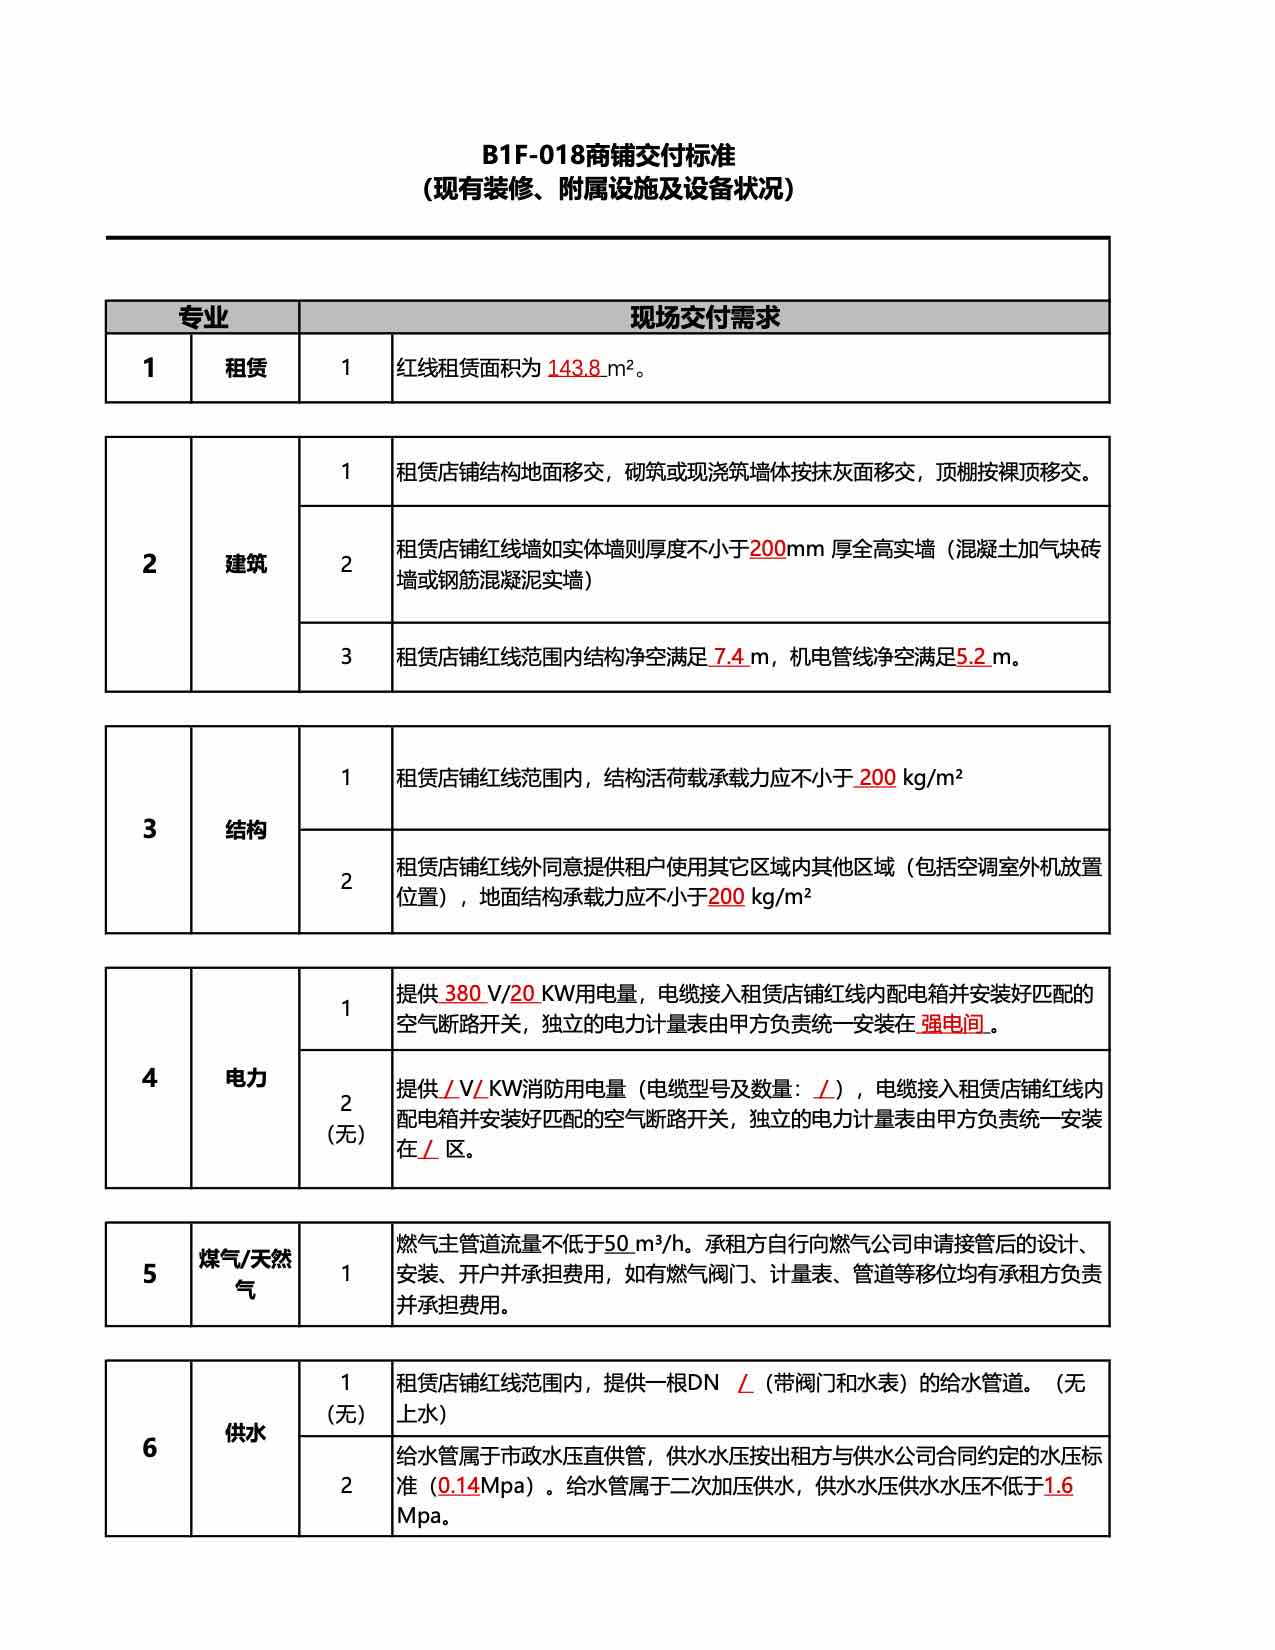 B1F-018商铺交付标准
（现有装修、附属设施及设备状况）
专业
现场交付需求
1
租赁
1
红线租赁面积为 143.8 m²。
2
建筑
1
租赁店铺结构地面移交，砌筑或现浇筑墙体按抹灰面移交，顶棚按裸顶移交。
2
租赁店铺红线墙如实体墙则厚度不小于200mm 厚全高实墙（混凝土加气块砖
墙或钢筋混凝泥实墙）
3
租赁店铺红线范围内结构净空满足 7.4 m，机电管线净空满足5.2 m。
3
结构
1
租赁店铺红线范围内，结构活荷载承载力应不小于 200 kg/m²
2
租赁店铺红线外同意提供租户使用其它区域内其他区域（包括空调室外机放置
位置），地面结构承载力应不小于200 kg/m²
4
电力
1
提供 380 V/20 KW用电量，电缆接入租赁店铺红线内配电箱并安装好匹配的
空气断路开关，独立的电力计量表由甲方负责统一安装在 强电间 。
2
（无）
提供 / V/ KW消防用电量（电缆型号及数量： / ），电缆接入租赁店铺红线内
配电箱并安装好匹配的空气断路开关，独立的电力计量表由甲方负责统一安装
在 / 区。
5
煤气/天然
气
1
燃气主管道流量不低于50 m³/h。承租方自行向燃气公司申请接管后的设计、
安装、开户并承担费用，如有燃气阀门、计量表、管道等移位均有承租方负责
并承担费用。
6
供水
1
（无）
租赁店铺红线范围内，提供一根DN / （带阀门和水表）的给水管道。（无
上水）
2
给水管属于市政水压直供管，供水水压按出租方与供水公司合同约定的水压标
准（0.14Mpa）。给水管属于二次加压供水，供水水压供水水压不低于1.6
Mpa。